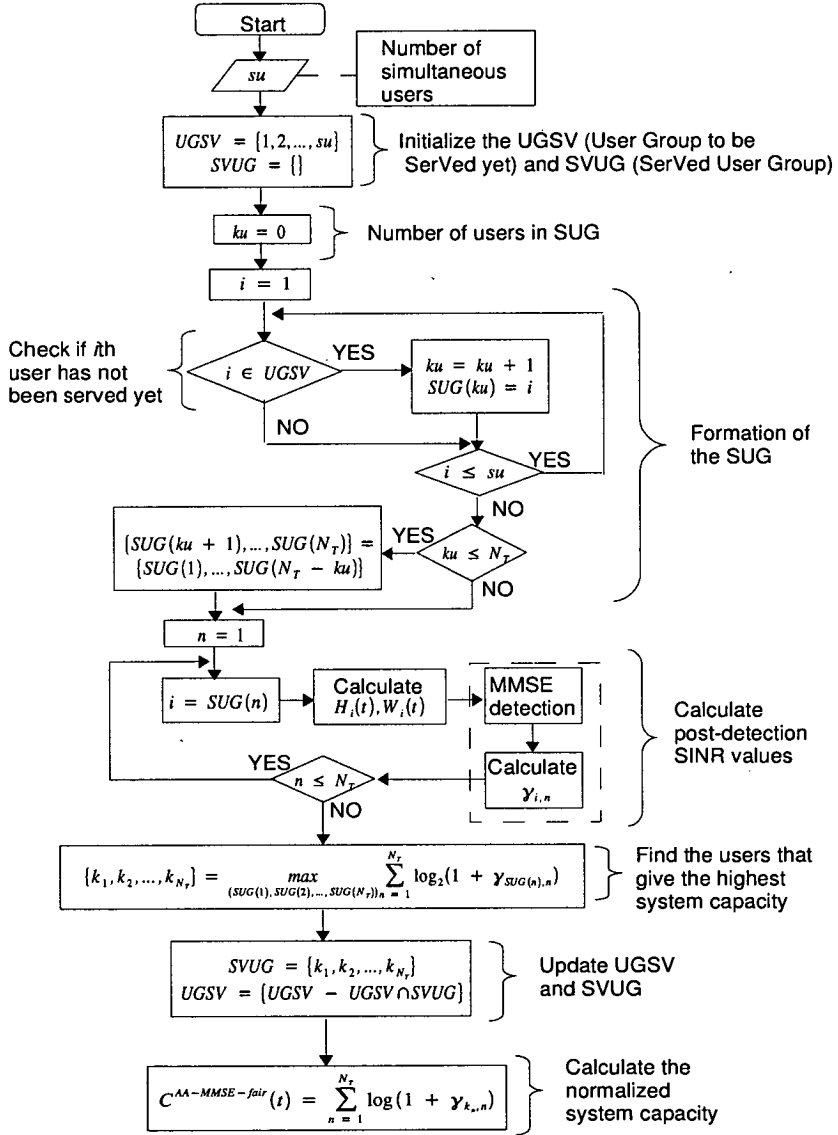 Start
su
Number of
simultaneous
users
UGSV = {1,2,...,su}
SVUG = {}
Initialize the UGSV (User Group to be
SerVed yet) and SVUG (SerVed User Group)
ku = 0
Number of users in SUG
i = 1
Check if ith
user has not
been served yet
i ∈ UGSV
YES
ku = ku + 1
SUG(ku) = i
NO
i ≤ su
YES
Formation of
the SUG
NO
{SUG(ku + 1),...,SUG(N_T)} =
{SUG(1),...,SUG(N_T − ku)}
YES
ku ≤ N_T
NO
n = 1
i = SUG(n)
Calculate
H_i(t),W_i(t)
MMSE
detection
Calculate
γ_{i,n}
Calculate
post-detection
SINR values
YES
n ≤ N_T
NO
{k_1, k_2, ..., k_{N_T}} = max_{(SUG(1), SUG(2), ..., SUG(N_T))} ∑_{n = 1}^{N_T} log_2(1 + γ_{SUG(n),n})
Find the users that
give the highest
system capacity
SVUG = {k_1, k_2, ..., k_{N_T}}
UGSV = {UGSV − UGSV∩SVUG}
Update UGSV
and SVUG
C^{AA−MMSE−fair}(t) = ∑_{n = 1}^{N_T} log(1 + γ_{k_n,n})
Calculate the
normalized
system capacity